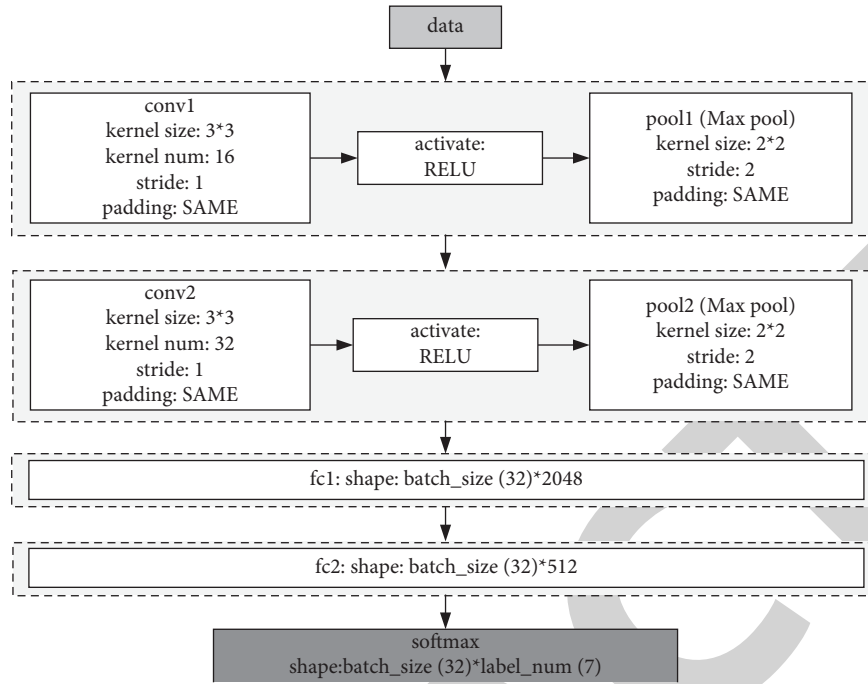 data
conv1
kernel size: 3*3
kernel num: 16
stride: 1
padding: SAME
activate:
RELU
pool1 (Max pool)
kernel size: 2*2
stride: 2
padding: SAME
conv2
kernel size: 3*3
kernel num: 32
stride: 1
padding: SAME
activate:
RELU
pool2 (Max pool)
kernel size: 2*2
stride: 2
padding: SAME
fc1: shape: batch_size (32)*2048
fc2: shape: batch_size (32)*512
softmax
shape:batch_size (32)*label_num (7)